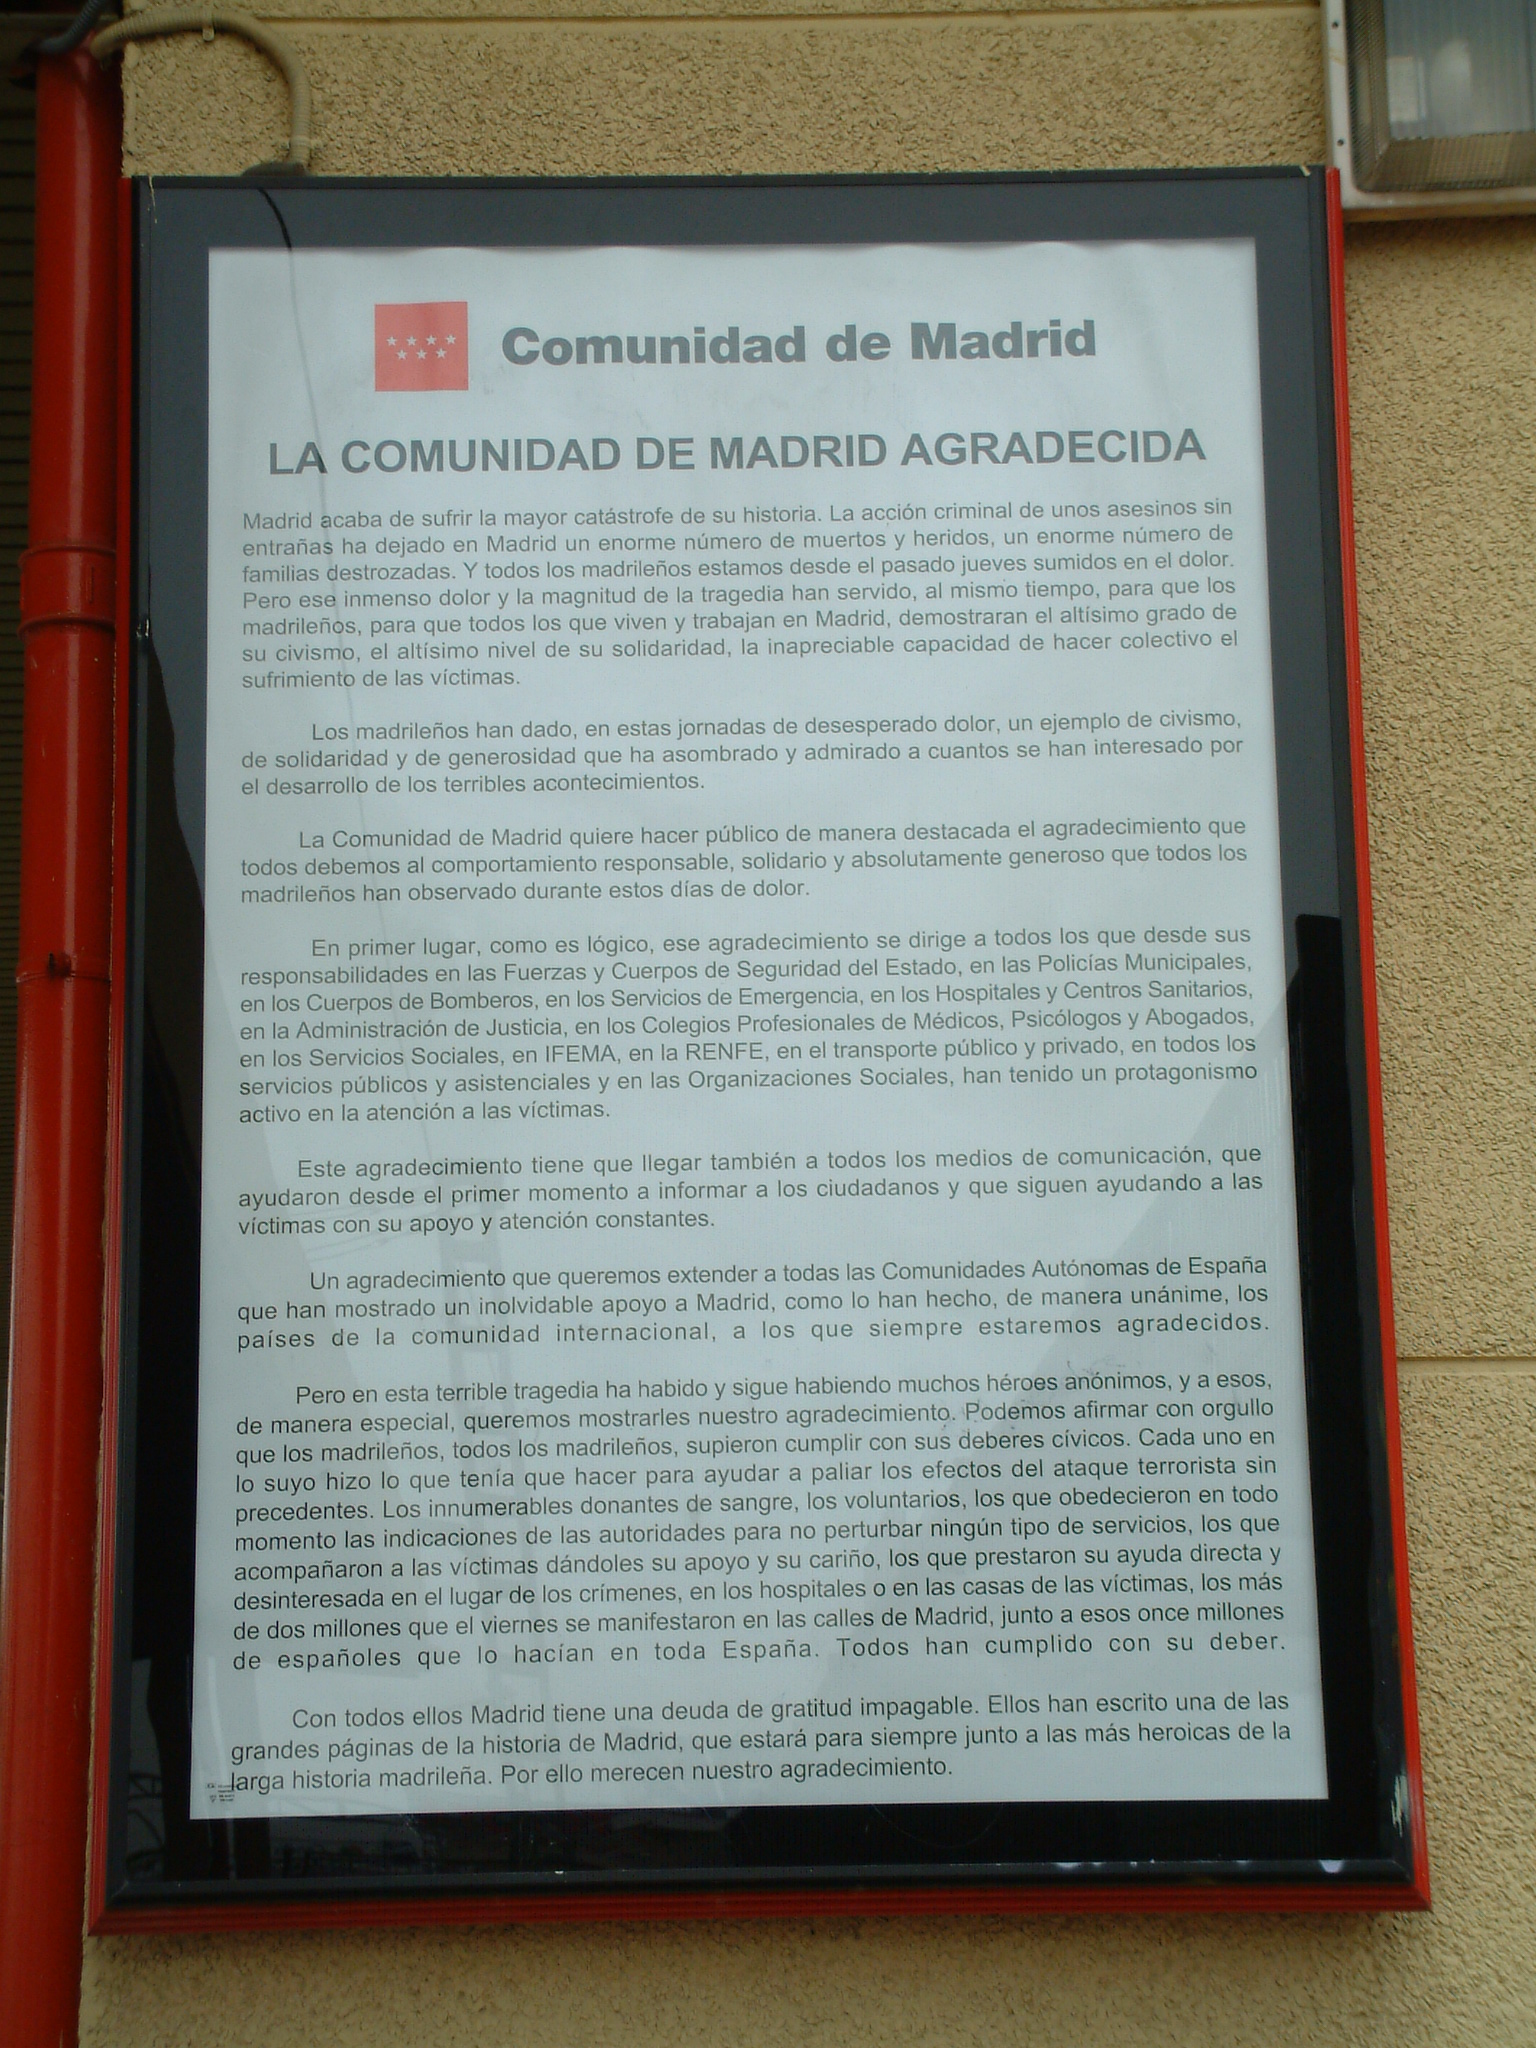 Comunidad de Madrid
LA COMUNIDAD DE MADRID AGRADECIDA
Madrid acaba de sufrir la mayor catástrofe de su historia. La acción criminal de unos asesinos sin
entrañas ha dejado en Madrid un enorme número de muertos y heridos, un enorme número de
familias destrozadas. Y todos los madrileños estamos desde el pasado jueves sumidos en el dolor.
Pero ese inmenso dolor y la magnitud de la tragedia han servido, al mismo tiempo, para que los
madrileños, para que todos los que viven y trabajan en Madrid, demostraran el altísimo grado de
su civismo, el altísimo nivel de su solidaridad, la inapreciable capacidad de hacer colectivo el
sufrimiento de las víctimas.
Los madrileños han dado, en estas jornadas de desesperado dolor, un ejemplo de civismo,
de solidaridad y de generosidad que ha asombrado y admirado a cuantos se han interesado por
el desarrollo de los terribles acontecimientos.
La Comunidad de Madrid quiere hacer público de manera destacada el agradecimiento que
todos debemos al comportamiento responsable, solidario y absolutamente generoso que todos los
madrileños han observado durante estos días de dolor.
En primer lugar, como es lógico, ese agradecimiento se dirige a todos los que desde sus
responsabilidades en las Fuerzas y Cuerpos de Seguridad del Estado, en las Policías Municipales,
en los Cuerpos de Bomberos, en los Servicios de Emergencia, en los Hospitales y Centros Sanitarios,
en la Administración de Justicia, en los Colegios Profesionales de Médicos, Psicólogos y Abogados,
en los Servicios Sociales, en IFEMA, en la RENFE, en el transporte público y privado, en todos los
servicios públicos y asistenciales y en las Organizaciones Sociales, han tenido un protagonismo
activo en la atención a las víctimas.
Este agradecimiento tiene que llegar también a todos los medios de comunicación, que
ayudaron desde el primer momento a informar a los ciudadanos y que siguen ayudando a las
víctimas con su apoyo y atención constantes.
Un agradecimiento que queremos extender a todas las Comunidades Autónomas de España
que han mostrado un inolvidable apoyo a Madrid, como lo han hecho, de manera unánime, los
países de la comunidad internacional, a los que siempre estaremos agradecidos.
Pero en esta terrible tragedia ha habido y sigue habiendo muchos héroes anónimos, y a esos,
de manera especial, queremos mostrarles nuestro agradecimiento. Podemos afirmar con orgullo
que los madrileños, todos los madrileños, supieron cumplir con sus deberes cívicos. Cada uno en
lo suyo hizo lo que tenía que hacer para ayudar a paliar los efectos del ataque terrorista sin
precedentes. Los innumerables donantes de sangre, los voluntarios, los que obedecieron en todo
momento las indicaciones de las autoridades para no perturbar ningún tipo de servicios, los que
acompañaron a las víctimas dándoles su apoyo y su cariño, los que prestaron su ayuda directa y
desinteresada en el lugar de los crímenes, en los hospitales o en las casas de las víctimas, los más
de dos millones que el viernes se manifestaron en las calles de Madrid, junto a esos once millones
de españoles que lo hacían en toda España. Todos han cumplido con su deber.
Con todos ellos Madrid tiene una deuda de gratitud impagable. Ellos han escrito una de las
grandes páginas de la historia de Madrid, que estará para siempre junto a las más heroicas de la
larga historia madrileña. Por ello merecen nuestro agradecimiento.